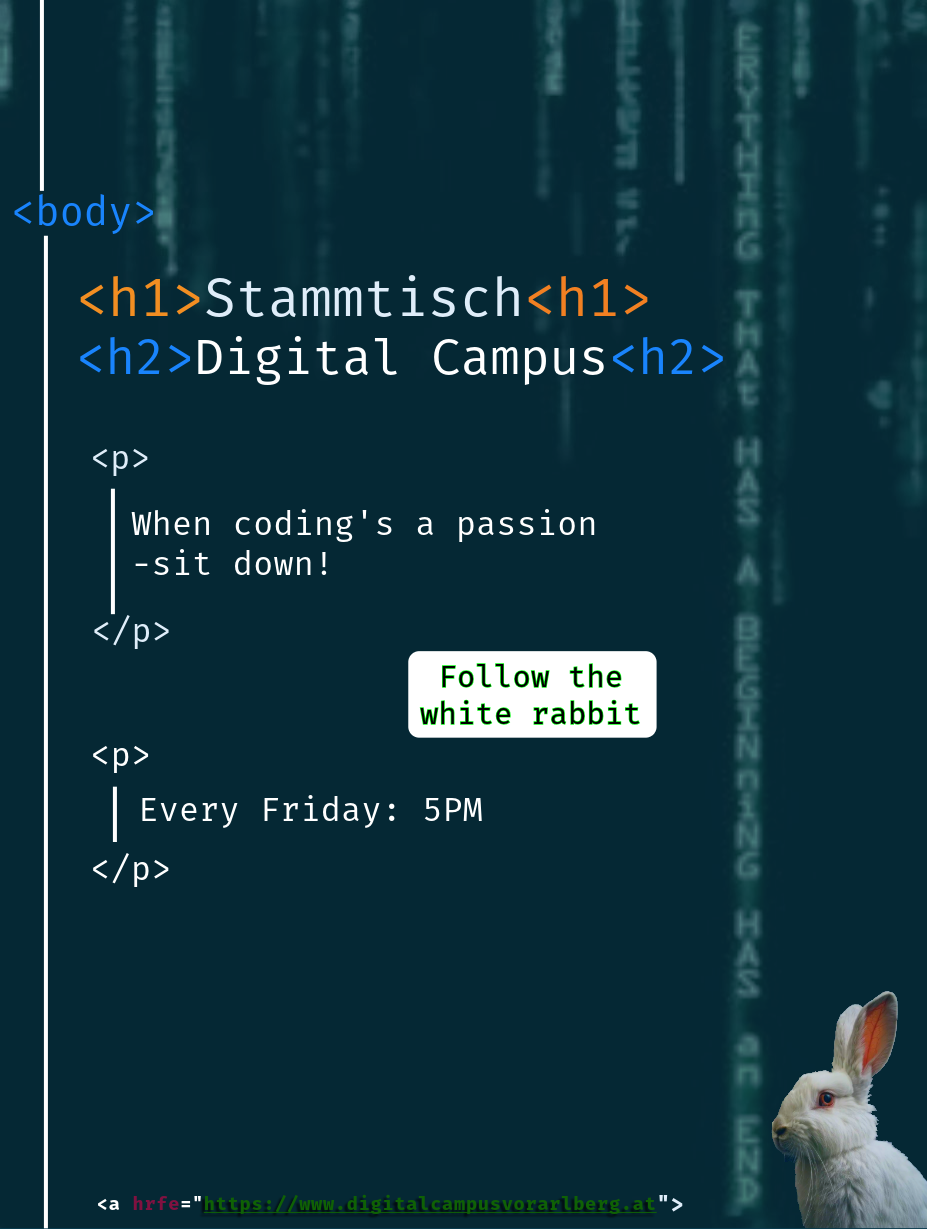 <body>
<h1>Stammtisch<h1>
<h2>Digital Campus<h2>
<p>
When coding's a passion
-sit down!
</p>
Follow the
white rabbit
<p>
Every Friday: 5PM
</p>
<a hrfe="https://www.digitalcampusvorarlberg.at">
ERYTHInG THAt HAS A BEGINniNG HAS an END